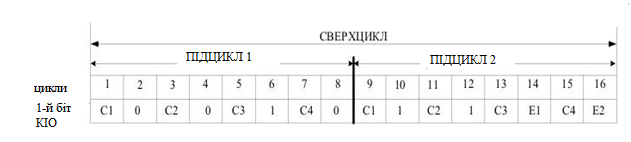 СВЕРХЦИКЛ
ПІДЦИКЛ 1 ПІДЦИКЛ 2
цикли 1 2 3 4 5 6 7 8 9 10 11 12 13 14 15 16
1-й біт КІО C1 0 C2 0 C3 1 C4 0 C1 1 C2 1 C3 E1 C4 E2